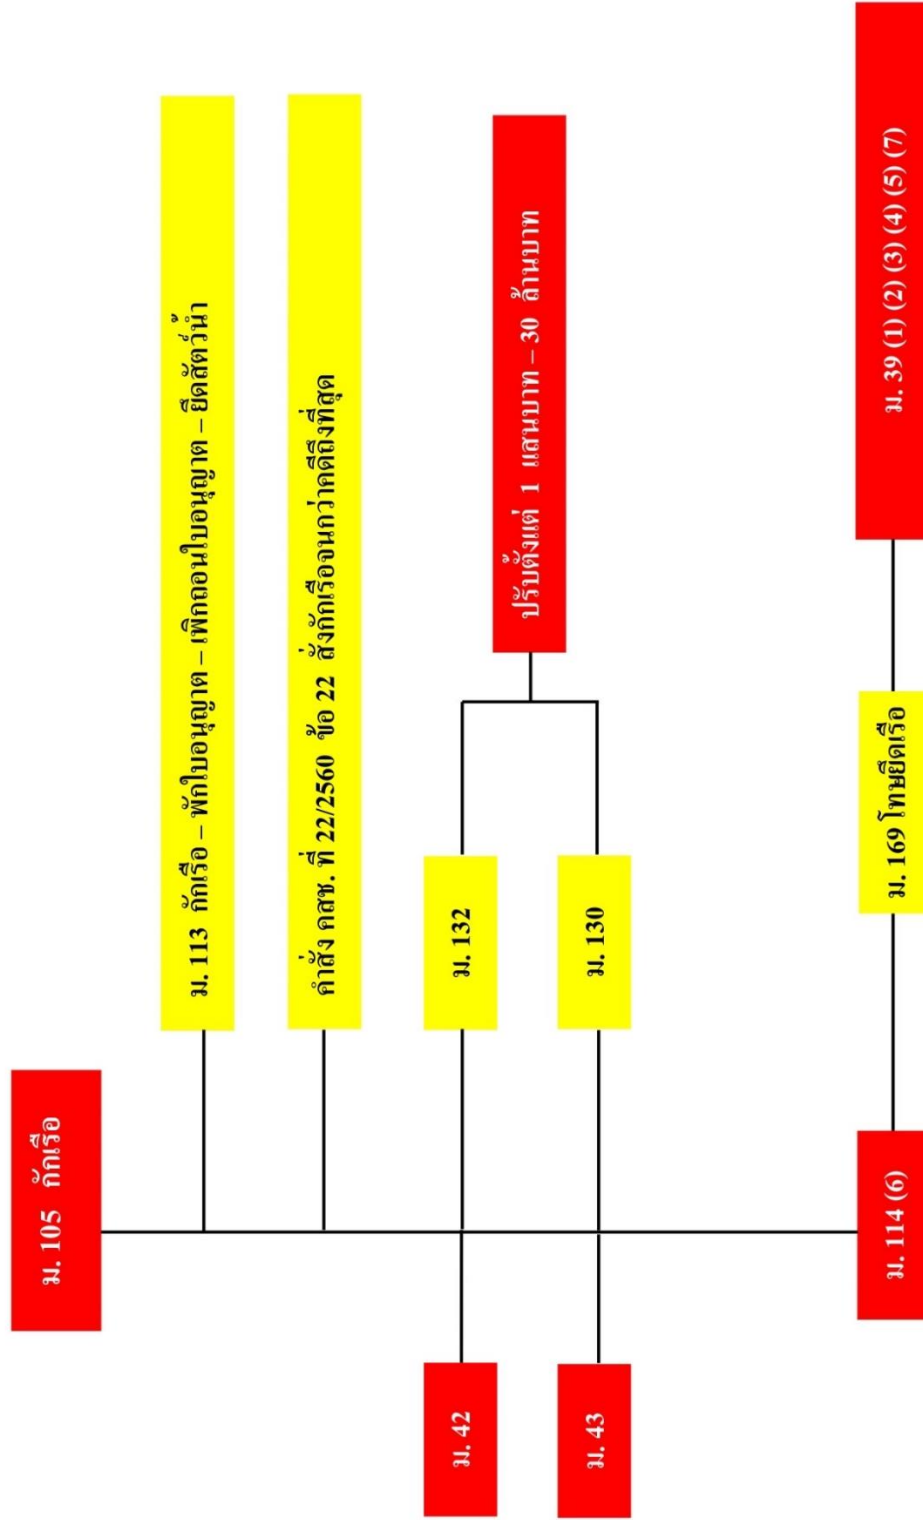 ม. 105 กักเรือ
ม. 113 กักเรือ – พักใบอนุญาต – เพิกถอนใบอนุญาต – ยึดสัตว์น้ำ
คำสั่ง คสช. ที่ 22/2560 ข้อ 22 สั่งกักเรือจนกว่าคดีถึงที่สุด
ม. 42
ม. 132
ปรับตั้งแต่ 1 แสนบาท – 30 ล้านบาท
ม. 43
ม. 130
ม. 114 (6)
ม. 169 โทษยึดเรือ
ม. 39 (1) (2) (3) (4) (5) (7)